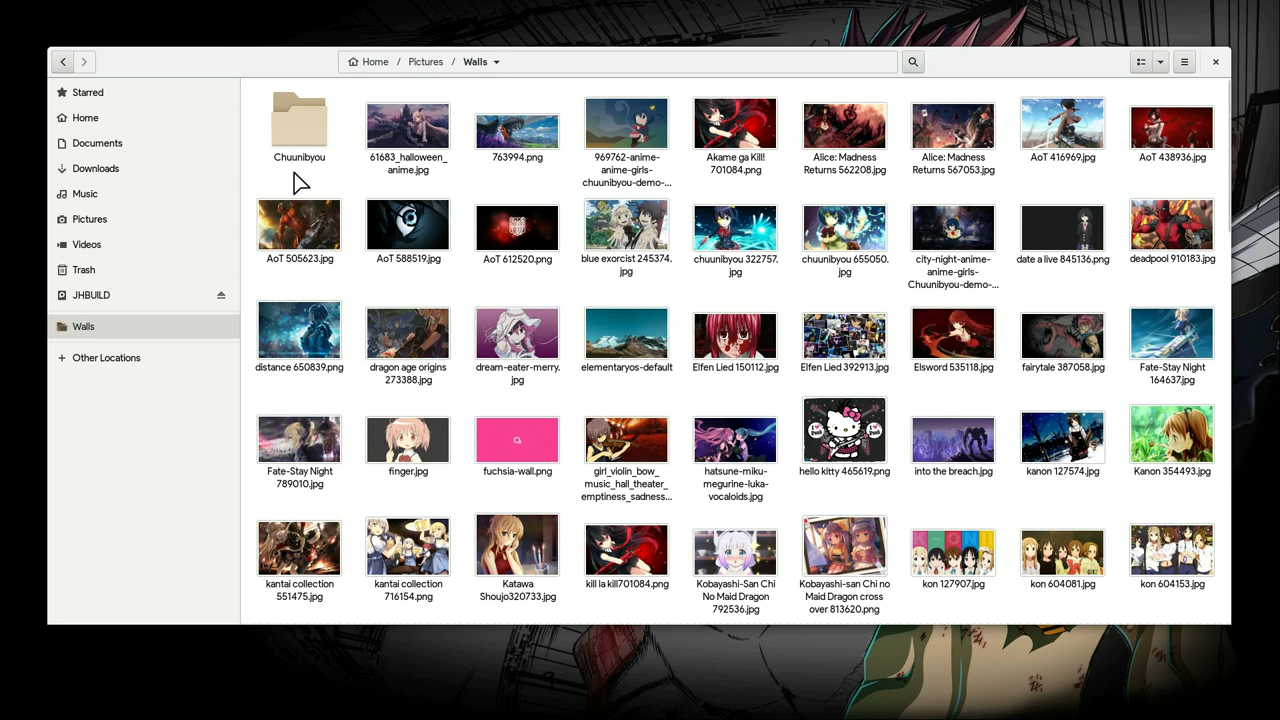 Home / Pictures / Walls
Starred
Home
Documents
Downloads
Music
Pictures
Videos
Trash
JHBUILD
Walls
Other Locations
Chuunibyou
61683_halloween_
anime.jpg
763994.png
969762-anime-
anime-girls-
chuunibyou-demo-...
Akame ga Kill!
701084.png
Alice: Madness
Returns 562208.jpg
Alice: Madness
Returns 567053.jpg
AoT 416969.jpg
AoT 438936.jpg
AoT 505623.jpg
AoT 588519.jpg
AoT 612520.png
blue exorcist 245374.
jpg
chuunibyou 322757.
jpg
chuunibyou 655050.
jpg
city-night-anime-
anime-girls-
Chuunibyou-demo-...
date a live 845136.png
deadpool 910183.jpg
distance 650839.png
dragon age origins
273388.jpg
dream-eater-merry.
jpg
elementaryos-default
Elfen Lied 150112.jpg
Elfen Lied 392913.jpg
Elsword 535118.jpg
fairytale 387058.jpg
Fate-Stay Night
164637.jpg
Fate-Stay Night
789010.jpg
finger.jpg
fuchsia-wall.png
girl_violin_bow_
music_hall_theater_
emptiness_sadness...
hatsune-miku-
megurine-luka-
vocaloids.jpg
hello kitty 465619.png
into the breach.jpg
kanon 127574.jpg
Kanon 354493.jpg
kantai collection
551475.jpg
kantai collection
716154.png
Katawa
Shoujo320733.jpg
kill la kill701084.png
Kobayashi-San Chi
No Maid Dragon
792536.jpg
Kobayashi-san Chi no
Maid Dragon cross
over 813620.png
kon 127907.jpg
kon 604081.jpg
kon 604153.jpg